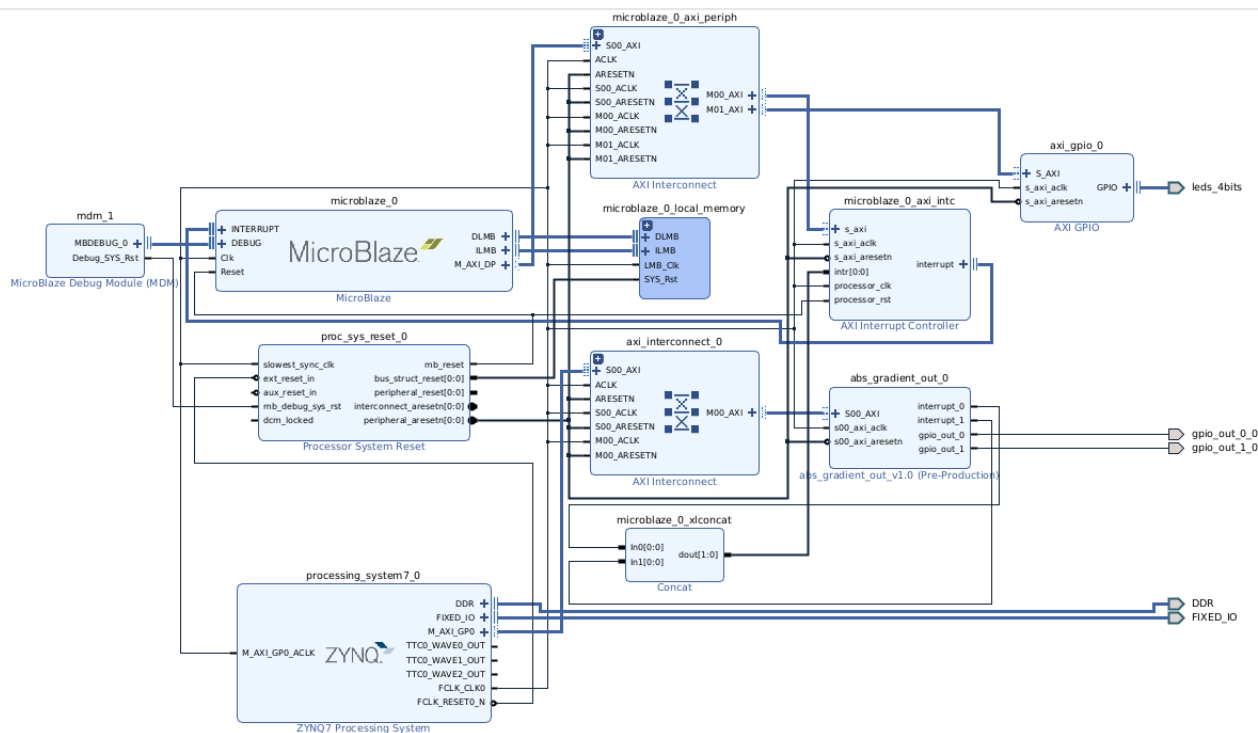 microblaze_0_axi_periph
S00_AXI
ACLK
ARESETN
S00_ACLK
S00_ARESETN
M00_ACLK
M00_ARESETN
M01_ACLK
M01_ARESETN
M00_AXI
M01_AXI
AXI Interconnect
axi_gpio_0
S_AXI
s_axi_aclk
s_axi_aresetn
GPIO
AXI GPIO
leds_4bits
mdm_1
MBDEBUG_0
Debug_SYS_Rst
MicroBlaze Debug Module (MDM)
microblaze_0
INTERRUPT
DEBUG
Clk
Reset
MicroBlaze
DLMB
ILMB
M_AXI_DP
MicroBlaze
microblaze_0_local_memory
DLMB
ILMB
LMB_Clk
SYS_Rst
microblaze_0_axi_intc
s_axi
s_axi_aclk
s_axi_aresetn
intr[0:0]
processor_clk
processor_rst
interrupt
AXI Interrupt Controller
proc_sys_reset_0
slowest_sync_clk
ext_reset_in
aux_reset_in
mb_debug_sys_rst
dcm_locked
mb_reset
bus_struct_reset[0:0]
peripheral_reset[0:0]
interconnect_aresetn[0:0]
peripheral_aresetn[0:0]
Processor System Reset
axi_interconnect_0
S00_AXI
ACLK
ARESETN
S00_ACLK
S00_ARESETN
M00_ACLK
M00_ARESETN
M00_AXI
AXI Interconnect
abs_gradient_out_0
S00_AXI
s00_axi_aclk
s00_axi_aresetn
interrupt_0
interrupt_1
gpio_out_0
gpio_out_1
abs_gradient_out_v1.0 (Pre-Production)
gpio_out_0_0
gpio_out_1_0
microblaze_0_xlconcat
In0[0:0]
In1[0:0]
dout[1:0]
Concat
processing_system7_0
M_AXI_GP0_ACLK
ZYNQ
DDR
FIXED_IO
M_AXI_GP0
TTC0_WAVE0_OUT
TTC0_WAVE1_OUT
TTC0_WAVE2_OUT
FCLK_CLK0
FCLK_RESET0_N
ZYNQ7 Processing System
DDR
FIXED_IO